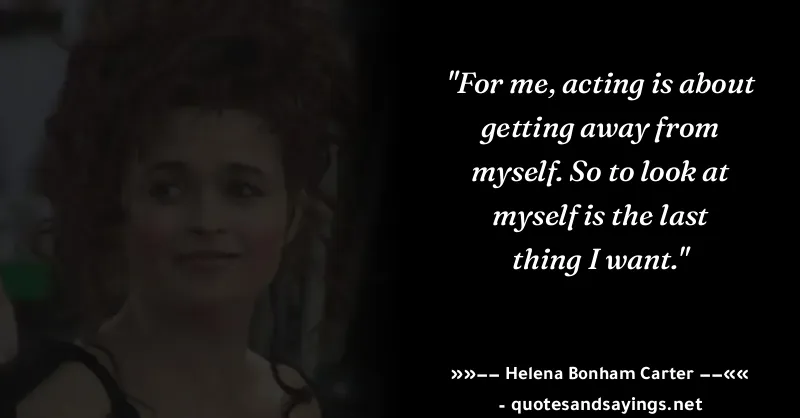 "For me, acting is about
getting away from
myself. So to look at
myself is the last
thing I want."
»»−− Helena Bonham Carter −−««
- quotesandsayings.net